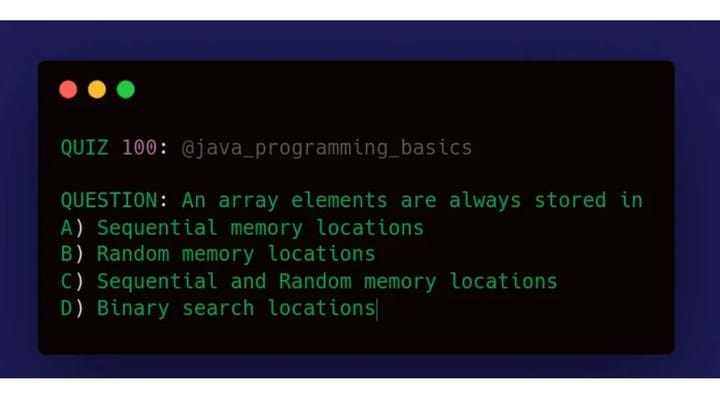 QUIZ 100: @java_programming_basics
QUESTION: An array elements are always stored in
A) Sequential memory locations
B) Random memory locations
C) Sequential and Random memory locations
D) Binary search locations